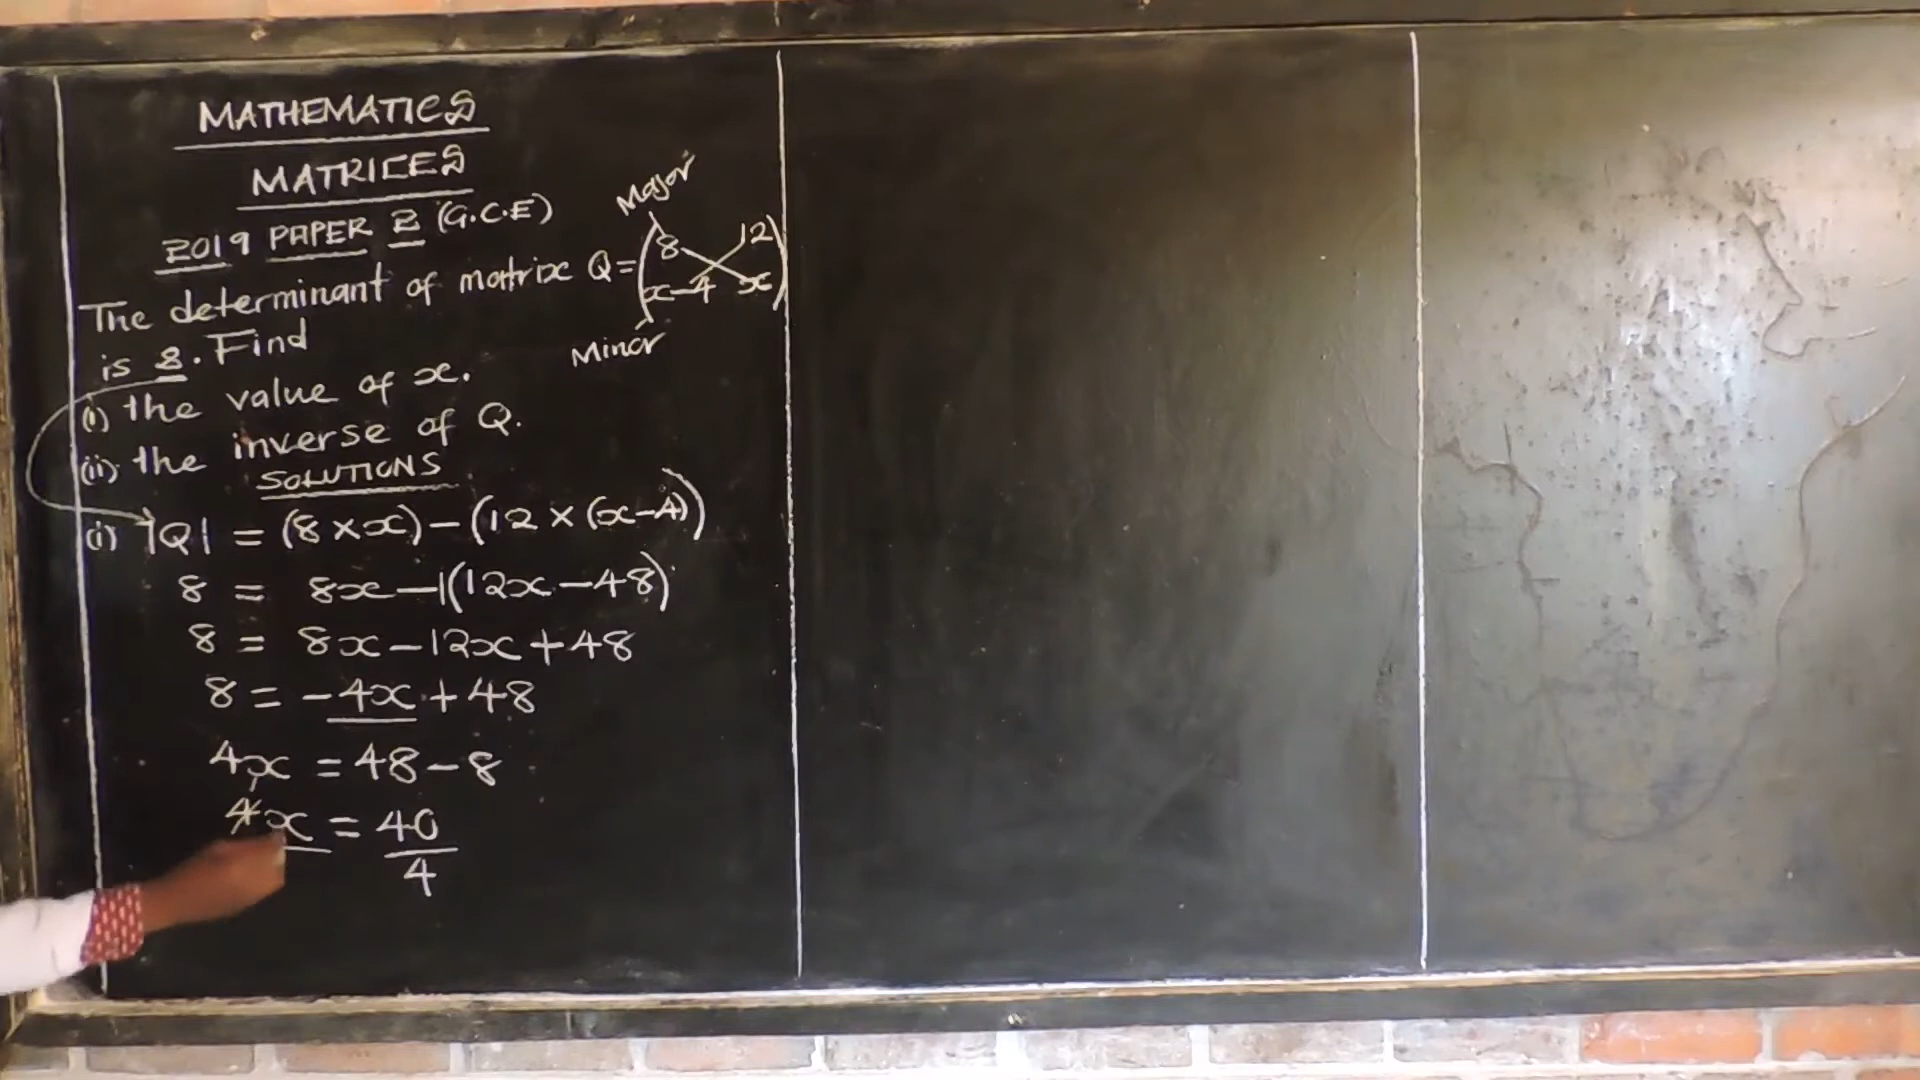 MATHEMATICS
MATRICES
2019 PAPER 2 (G.C.E)
Major
The determinant of matrix Q = (8 12
x-4 x)
Minor
is 8. Find
(i) the value of x.
(ii) the inverse of Q.
SOLUTIONS
(i) |Q| = (8 × x) - (12 × (x-4))
8 = 8x - 1(12x - 48)
8 = 8x - 12x + 48
8 = -4x + 48
4x = 48 - 8
4x = 40
4